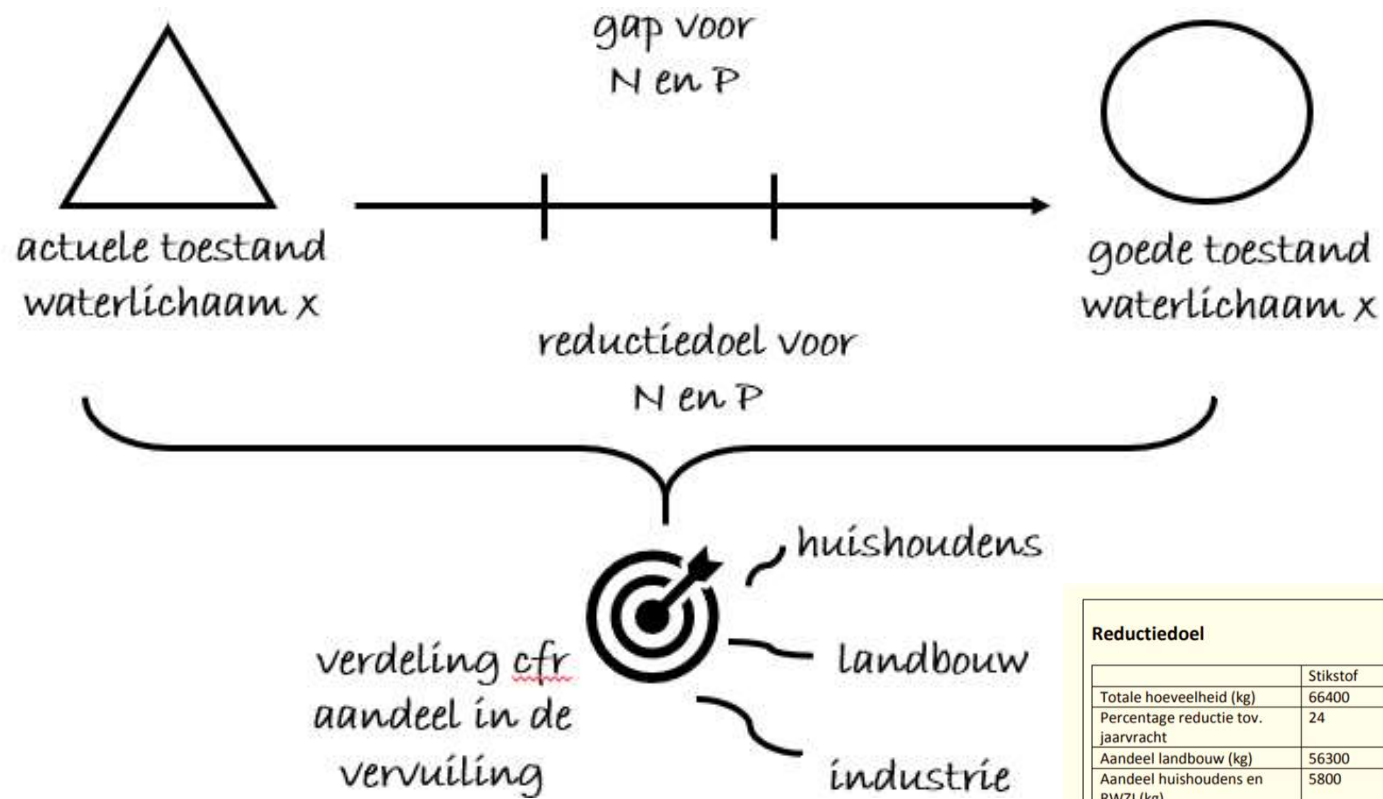 gap voor
N en P
actuele toestand
waterlichaam x
goede toestand
waterlichaam x
reductiedoel voor
N en P
huishoudens
landbouw
industrie
verdeling cfr
aandeel in de
vervuiling
Reductiedoel
Stikstof
Totale hoeveelheid (kg) 66400
Percentage reductie tov. 24
jaarvracht
Aandeel landbouw (kg) 56300
Aandeel huishoudens en 5800
RWZI (kg)